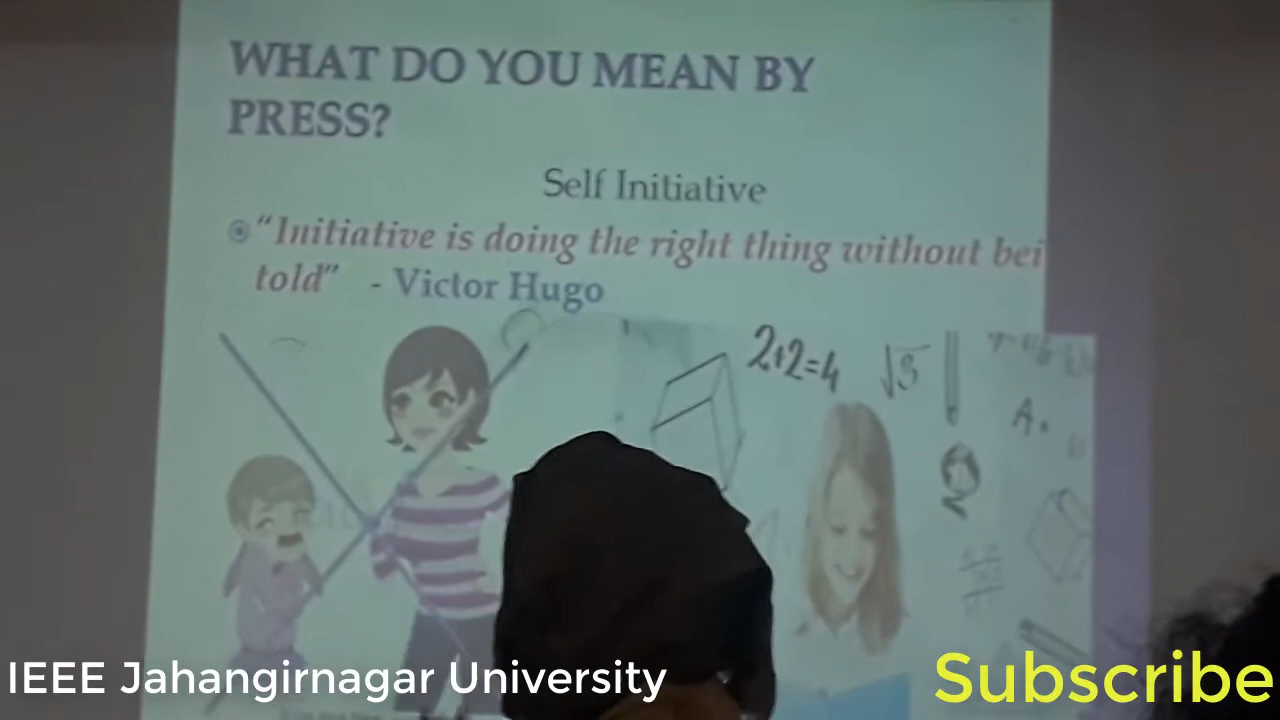 WHAT DO YOU MEAN BY
PRESS?
Self Initiative
“Initiative is doing the right thing without bei
told” - Victor Hugo
2+2=4
√3
A.
IEEE Jahangirnagar University
Subscribe